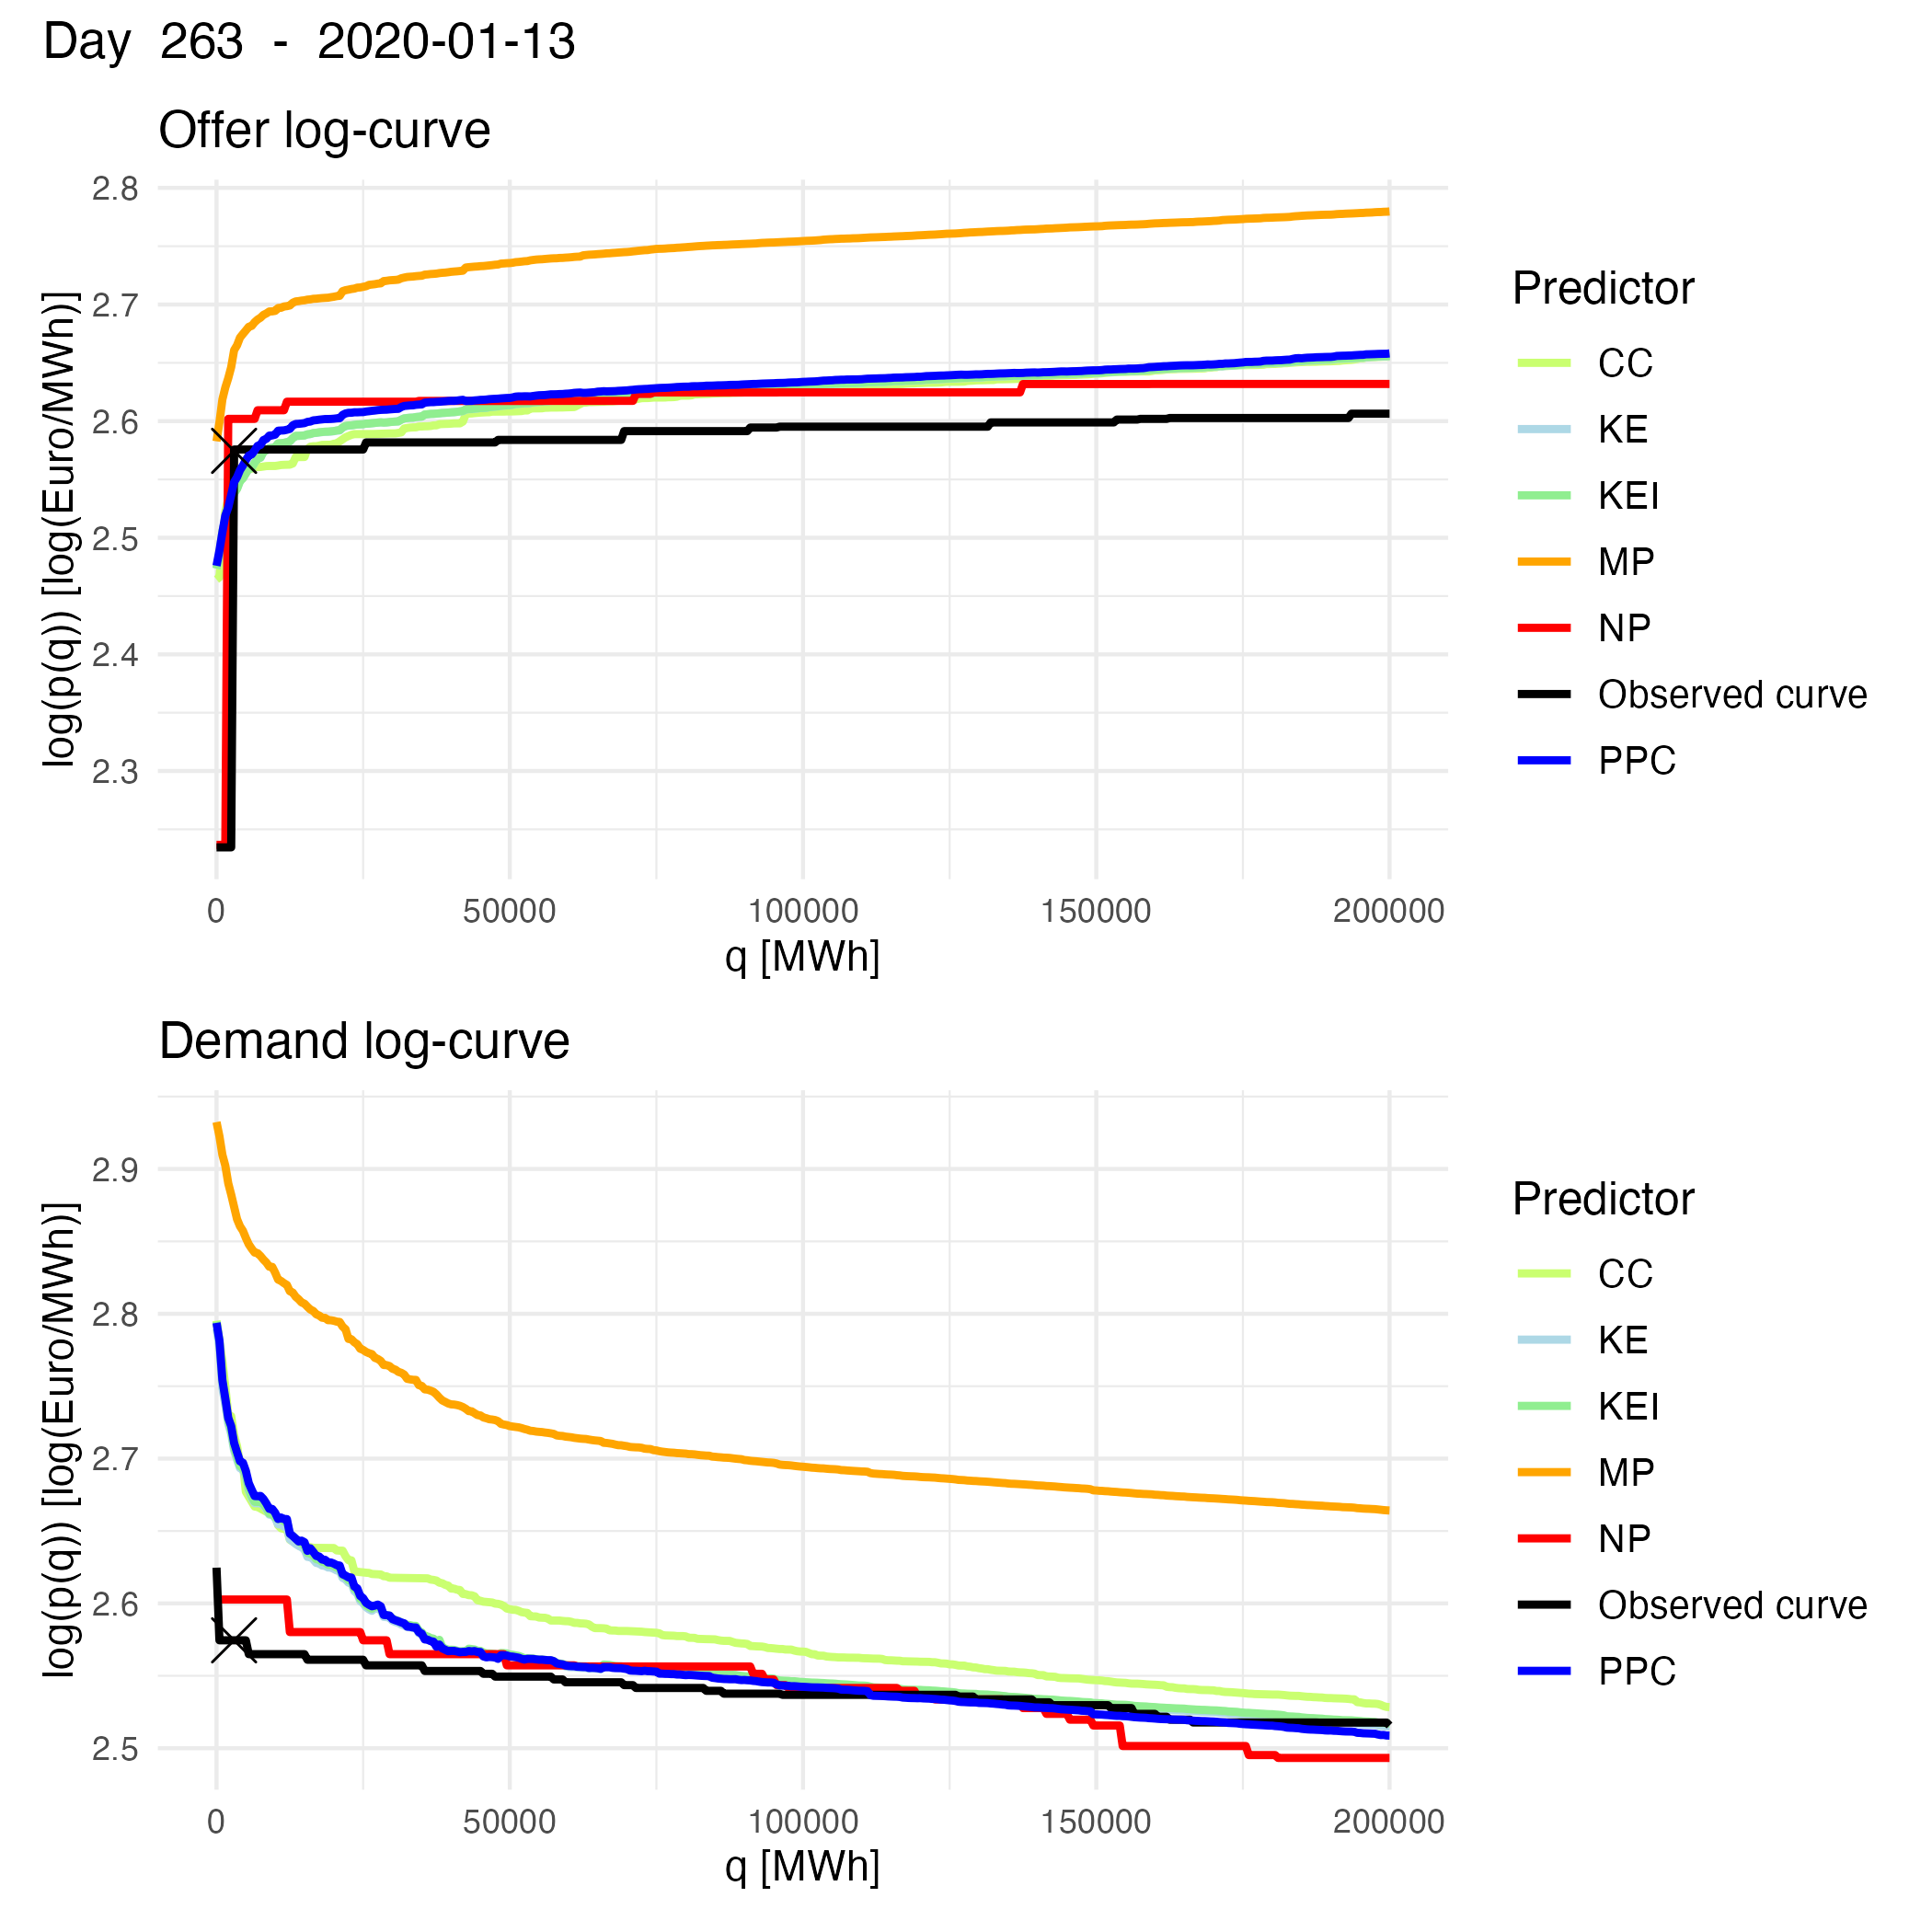 Day 263 - 2020-01-13
Offer log-curve
log(p(q)) [log(Euro/MWh)]
2.8
2.7
2.6
2.5
2.4
2.3
0 50000 100000 150000 200000
q [MWh]
Predictor
CC
KE
KEI
MP
NP
Observed curve
PPC
Demand log-curve
log(p(q)) [log(Euro/MWh)]
2.9
2.8
2.7
2.6
2.5
0 50000 100000 150000 200000
q [MWh]
Predictor
CC
KE
KEI
MP
NP
Observed curve
PPC